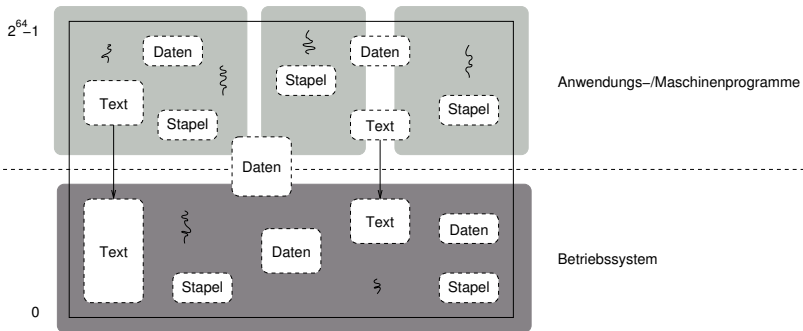 2^64−1
Daten
Daten
Stapel
Anwendungs−/Maschinenprogramme
Text
Stapel
Stapel
Text
Daten
Text
Daten
Text
Daten
Betriebssystem
Stapel
Stapel
0